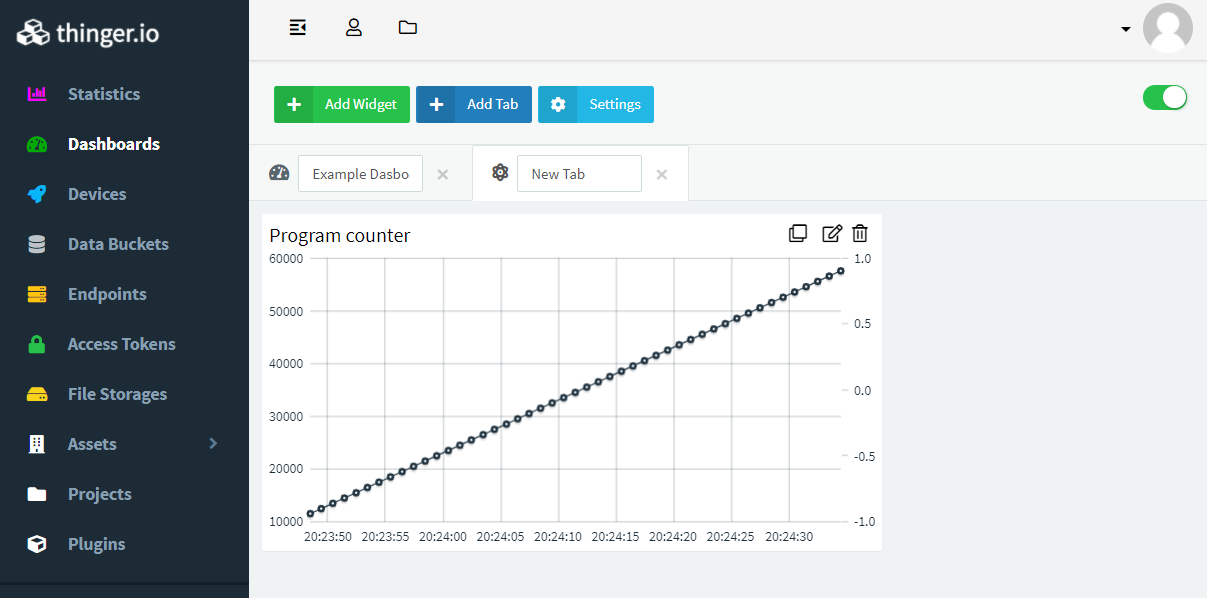 thinger.io
Statistics
Dashboards
Devices
Data Buckets
Endpoints
Access Tokens
File Storages
Assets
Projects
Plugins
Add Widget Add Tab Settings
Example Dasbo New Tab
Program counter
60000 1.0
50000 0.5
40000 0.0
30000 -0.5
20000 -1.0
10000
20:23:50 20:23:55 20:24:00 20:24:05 20:24:10 20:24:15 20:24:20 20:24:25 20:24:30